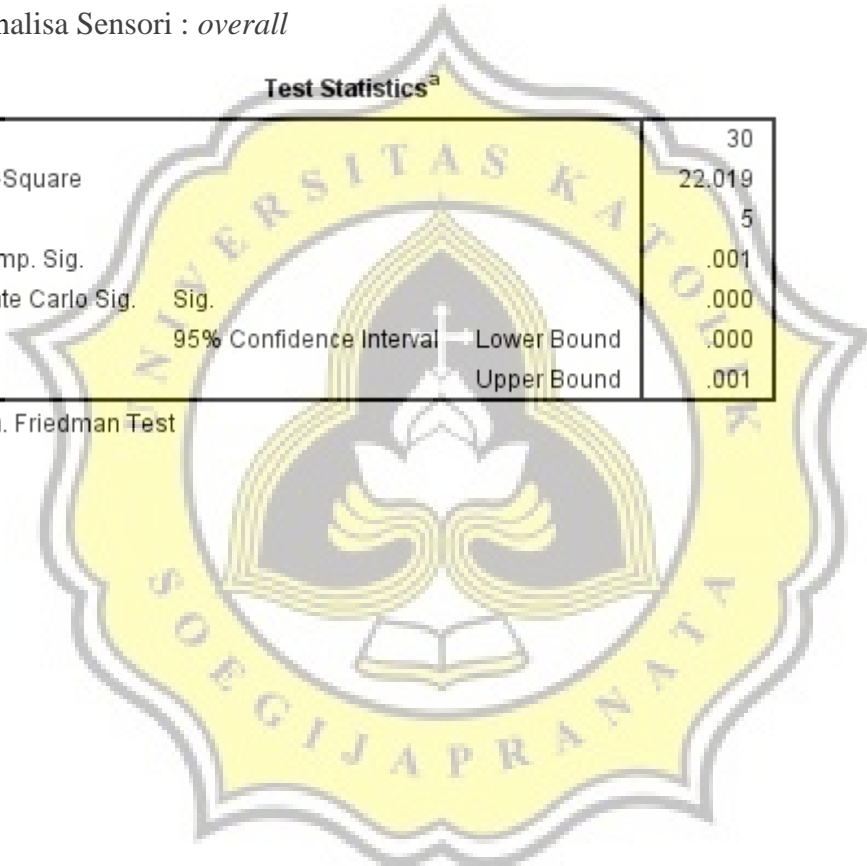 nalisa Sensori : overall
Test Statisticsᵃ
30
-Square 22.019
5
mp. Sig. .001
te Carlo Sig. Sig. .000
95% Confidence Interval Lower Bound .000
Upper Bound .001
. Friedman Test
UNIVERSITAS KATOLIK
SOEGIJAPRANATA